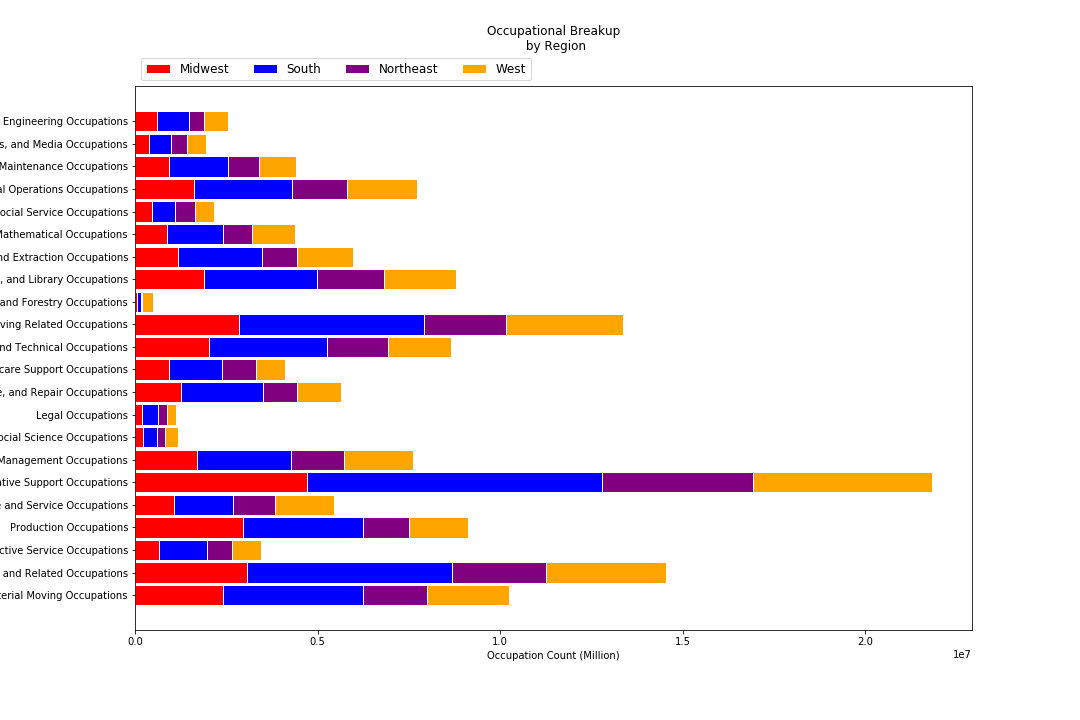 Occupational Breakup
by Region
Midwest South Northeast West
Engineering Occupations
s, and Media Occupations
Maintenance Occupations
al Operations Occupations
ocial Service Occupations
Mathematical Occupations
nd Extraction Occupations
, and Library Occupations
and Forestry Occupations
ving Related Occupations
nd Technical Occupations
care Support Occupations
e, and Repair Occupations
Legal Occupations
ocial Science Occupations
Management Occupations
ative Support Occupations
e and Service Occupations
Production Occupations
ctive Service Occupations
and Related Occupations
terial Moving Occupations
0.0 0.5 1.0 1.5 2.0
Occupation Count (Million)
1e7